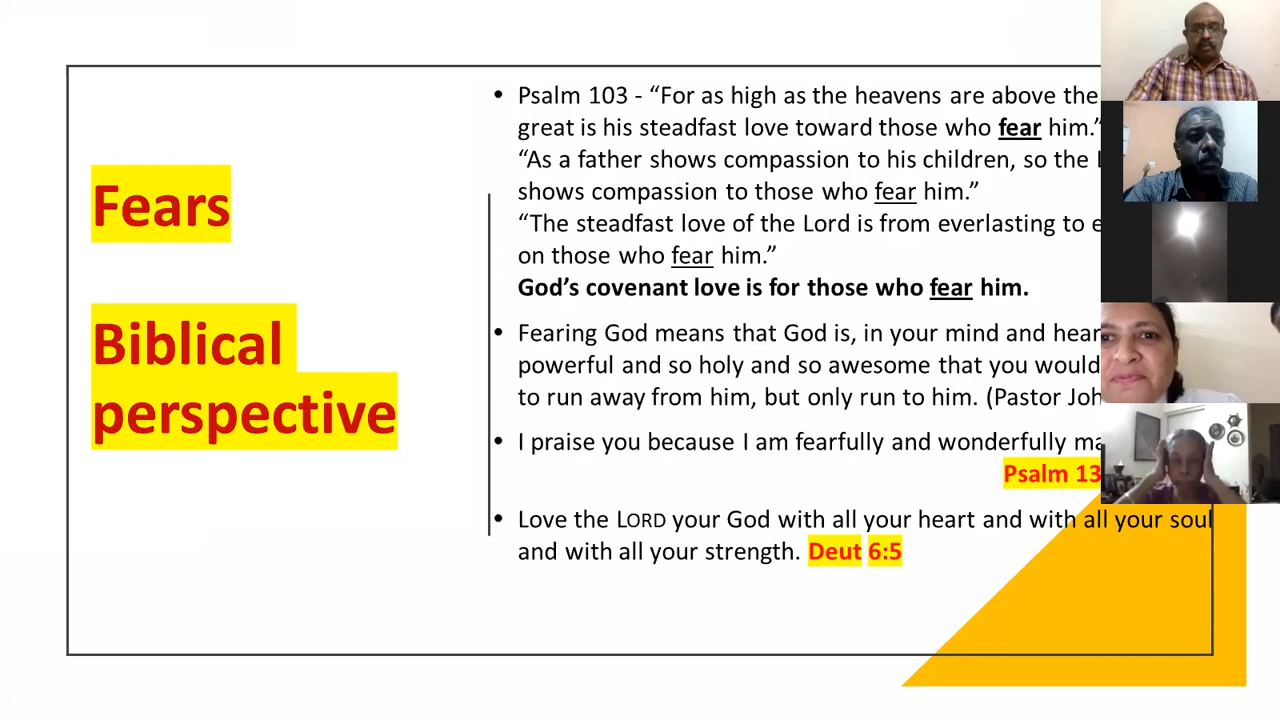 Fears
Biblical
perspective
• Psalm 103 - “For as high as the heavens are above the
great is his steadfast love toward those who fear him.”
“As a father shows compassion to his children, so the
shows compassion to those who fear him.”
“The steadfast love of the Lord is from everlasting to
on those who fear him.”
God’s covenant love is for those who fear him.
• Fearing God means that God is, in your mind and
powerful and so holy and so awesome that you would
to run away from him, but only run to him. (Pastor
• I praise you because I am fearfully and wonderfully
Psalm
• Love the LORD your God with all your heart and with all your soul
and with all your strength. Deut 6:5